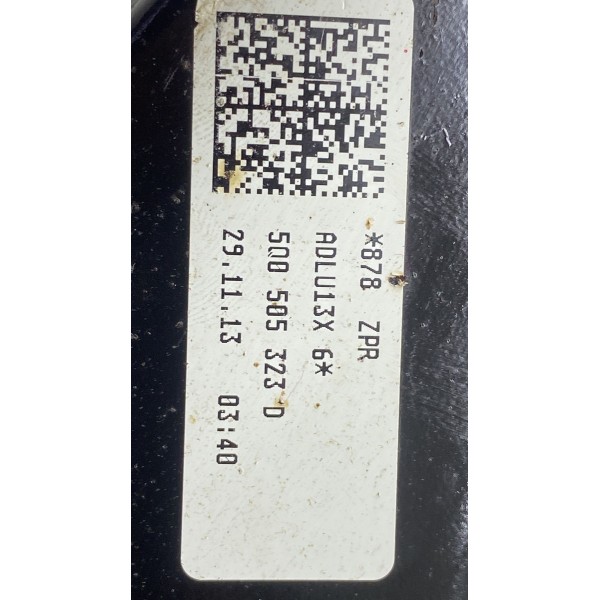 *878 ZPR
ADLU13X 6*
5Q0 505 323 D
29.11.13 03:40